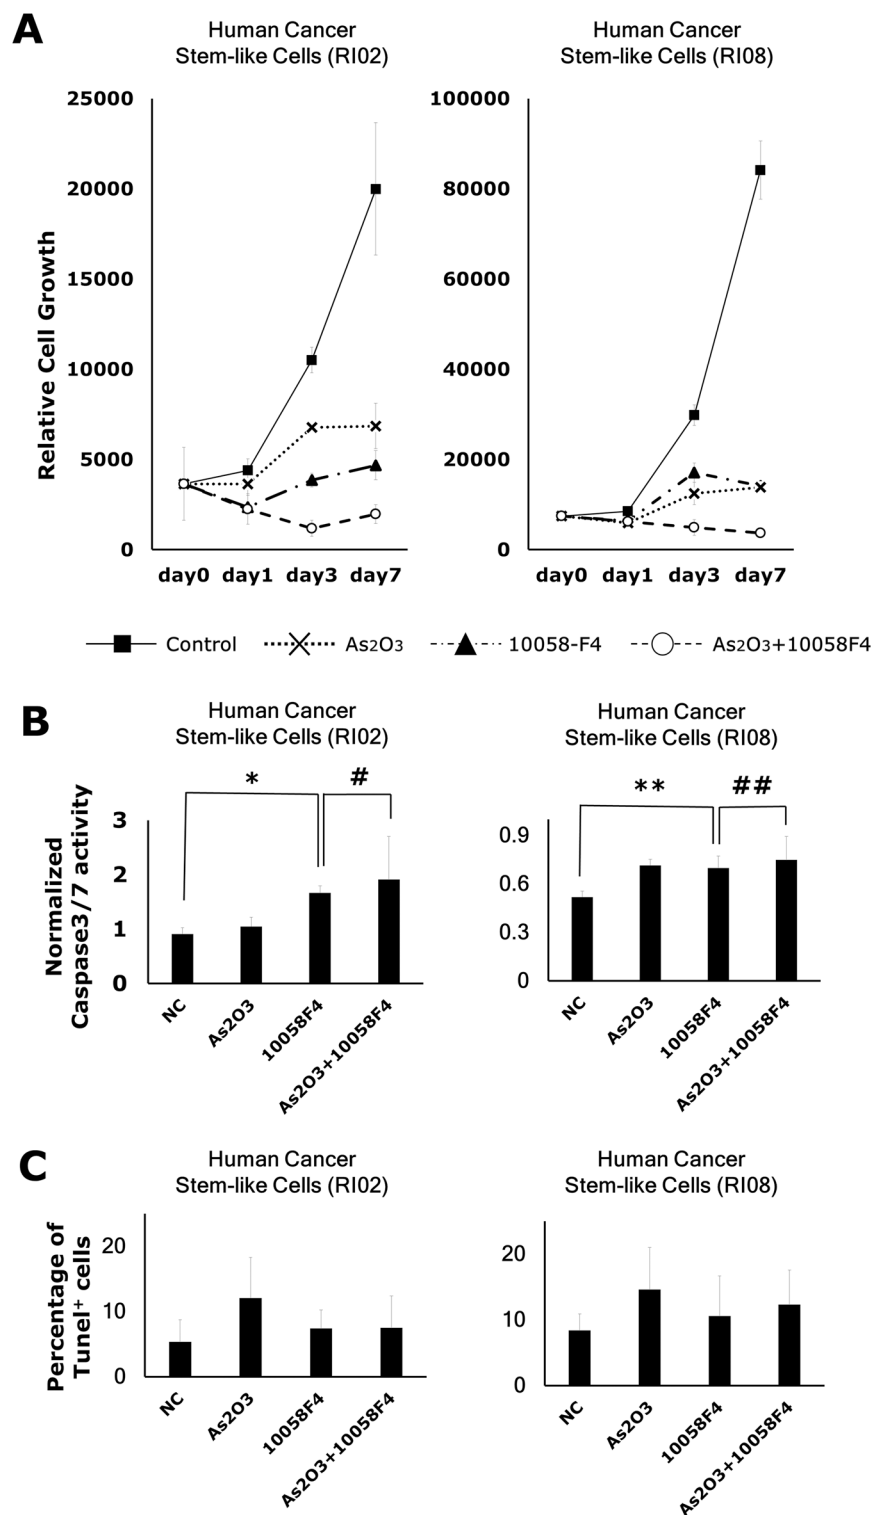 A
Human Cancer
Stem-like Cells (RI02)
Human Cancer
Stem-like Cells (RI08)
Relative Cell Growth
25000
20000
15000
10000
5000
0
day0 day1 day3 day7
100000
80000
60000
40000
20000
0
day0 day1 day3 day7
Control
As2O3
10058-F4
As2O3+10058F4
B
Human Cancer
Stem-like Cells (RI02)
Normalized
Caspase3/7 activity
3
2
1
0
*
#
NC
As2O3
10058F4
As2O3+10058F4
Human Cancer
Stem-like Cells (RI08)
0.9
0.6
0.3
0
**
##
NC
As2O3
10058F4
As2O3+10058F4
C
Human Cancer
Stem-like Cells (RI02)
Percentage of
Tunel⁺ cells
20
10
0
NC
As2O3
10058F4
As2O3+10058F4
Human Cancer
Stem-like Cells (RI08)
20
10
0
NC
As2O3
10058F4
As2O3+10058F4